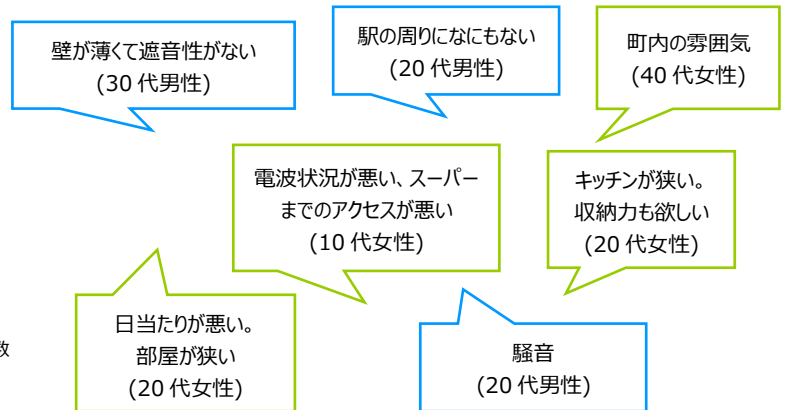 壁が薄くて遮音性がない
(30 代男性)
駅の周りになにもない
(20 代男性)
町内の雰囲気
(40 代女性)
電波状況が悪い、スーパー
までのアクセスが悪い
(10 代女性)
キッチンが狭い。
収納力も欲しい
(20 代女性)
日当たりが悪い。
部屋が狭い
(20 代女性)
騒音
(20 代男性)
数